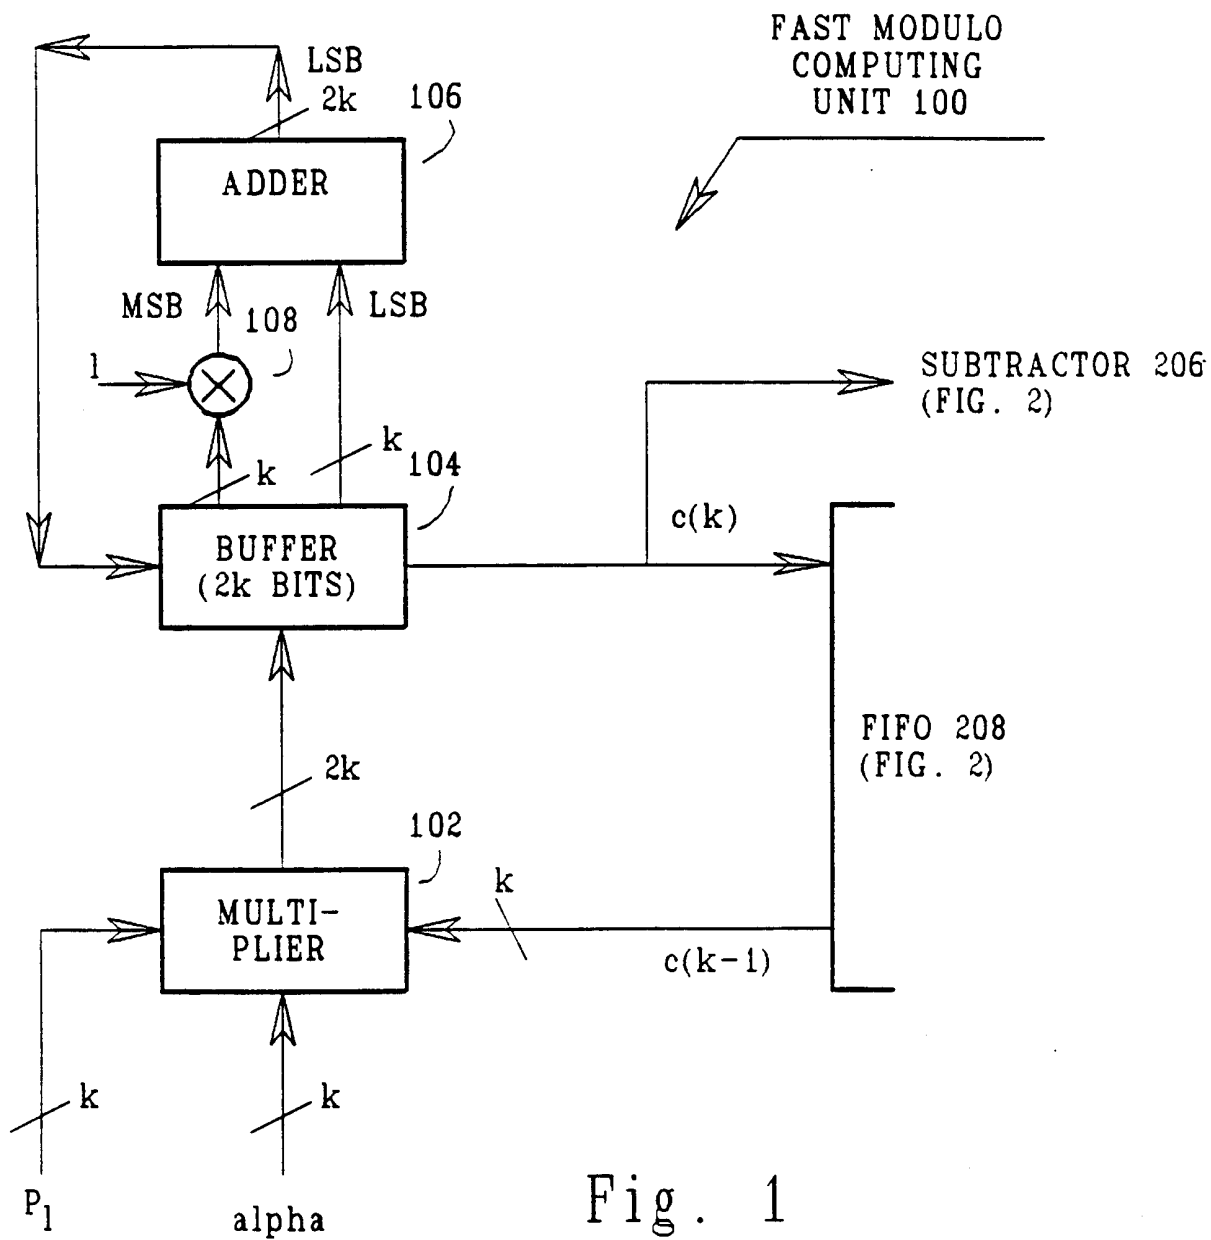 FAST MODULO
COMPUTING
UNIT 100
LSB
2k
106
ADDER
MSB
LSB
108
1
SUBTRACTOR 206
(FIG. 2)
k
k
104
c(k)
BUFFER
(2k BITS)
FIFO 208
(FIG. 2)
2k
102
k
MULTI-
PLIER
c(k-1)
k
k
P1
alpha
Fig. 1